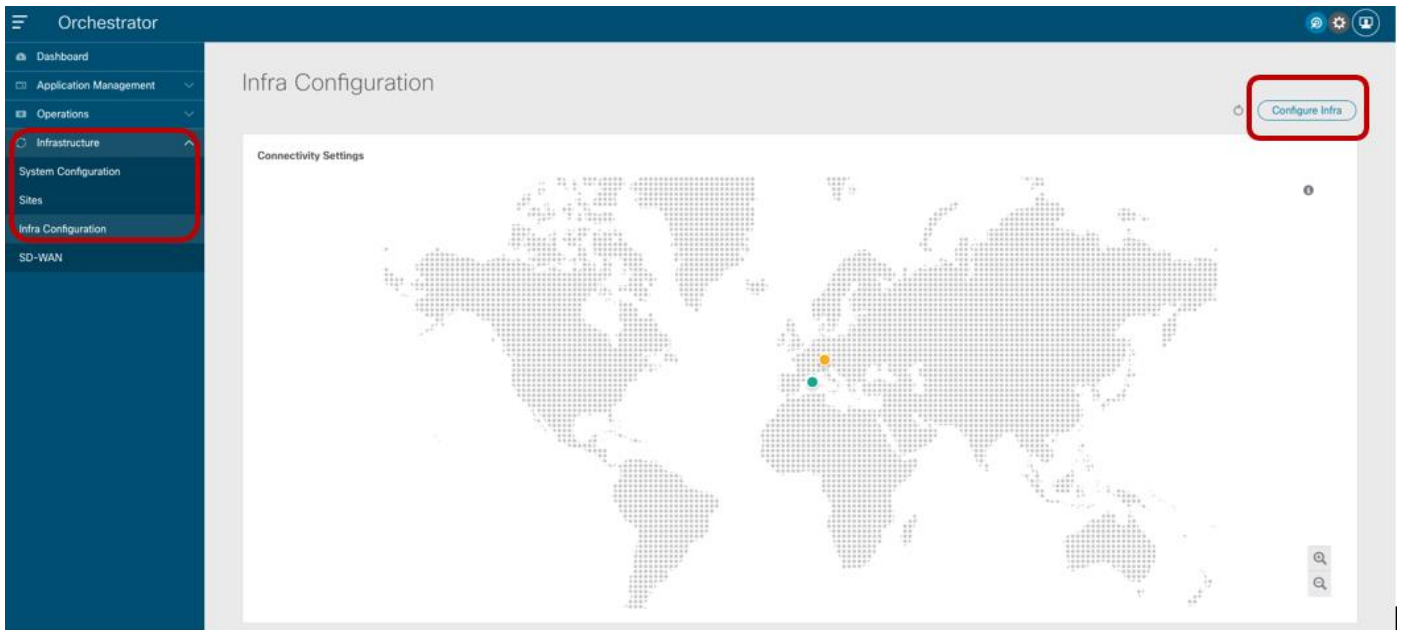 Orchestrator
Dashboard
Application Management
Operations
Infrastructure
System Configuration
Sites
Infra Configuration
SD-WAN
Infra Configuration
Configure Infra
Connectivity Settings